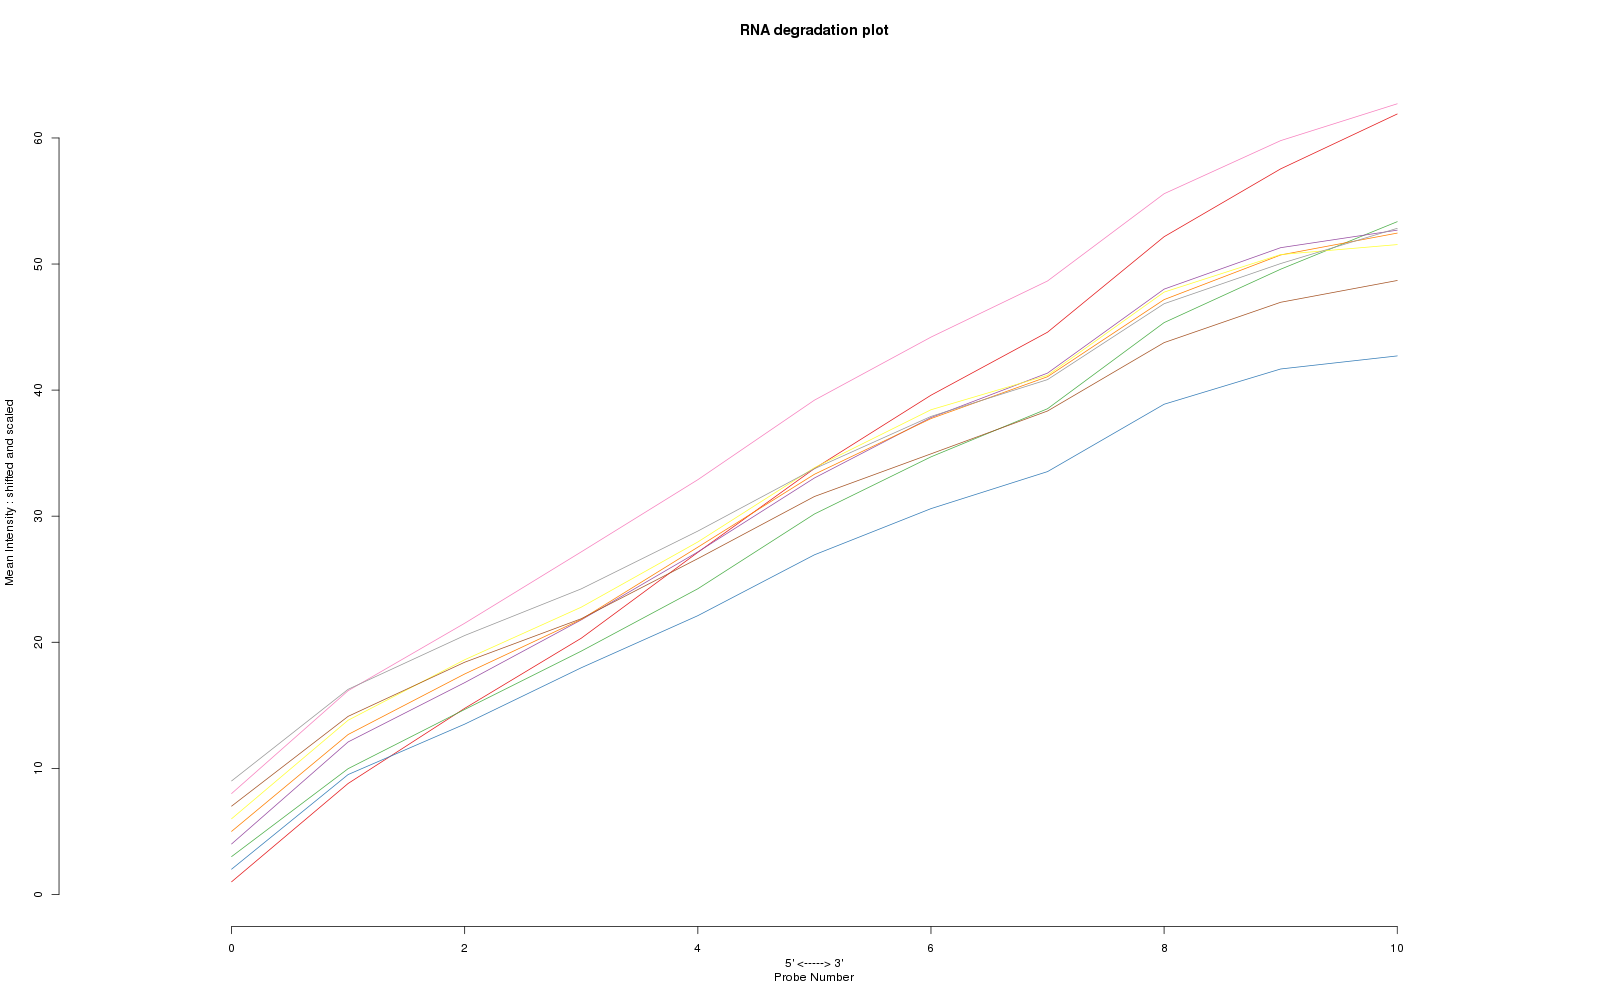 RNA degradation plot
Mean Intensity : shifted and scaled
60
50
40
30
20
10
0
0 2 4 6 8 10
5' <-----> 3'
Probe Number